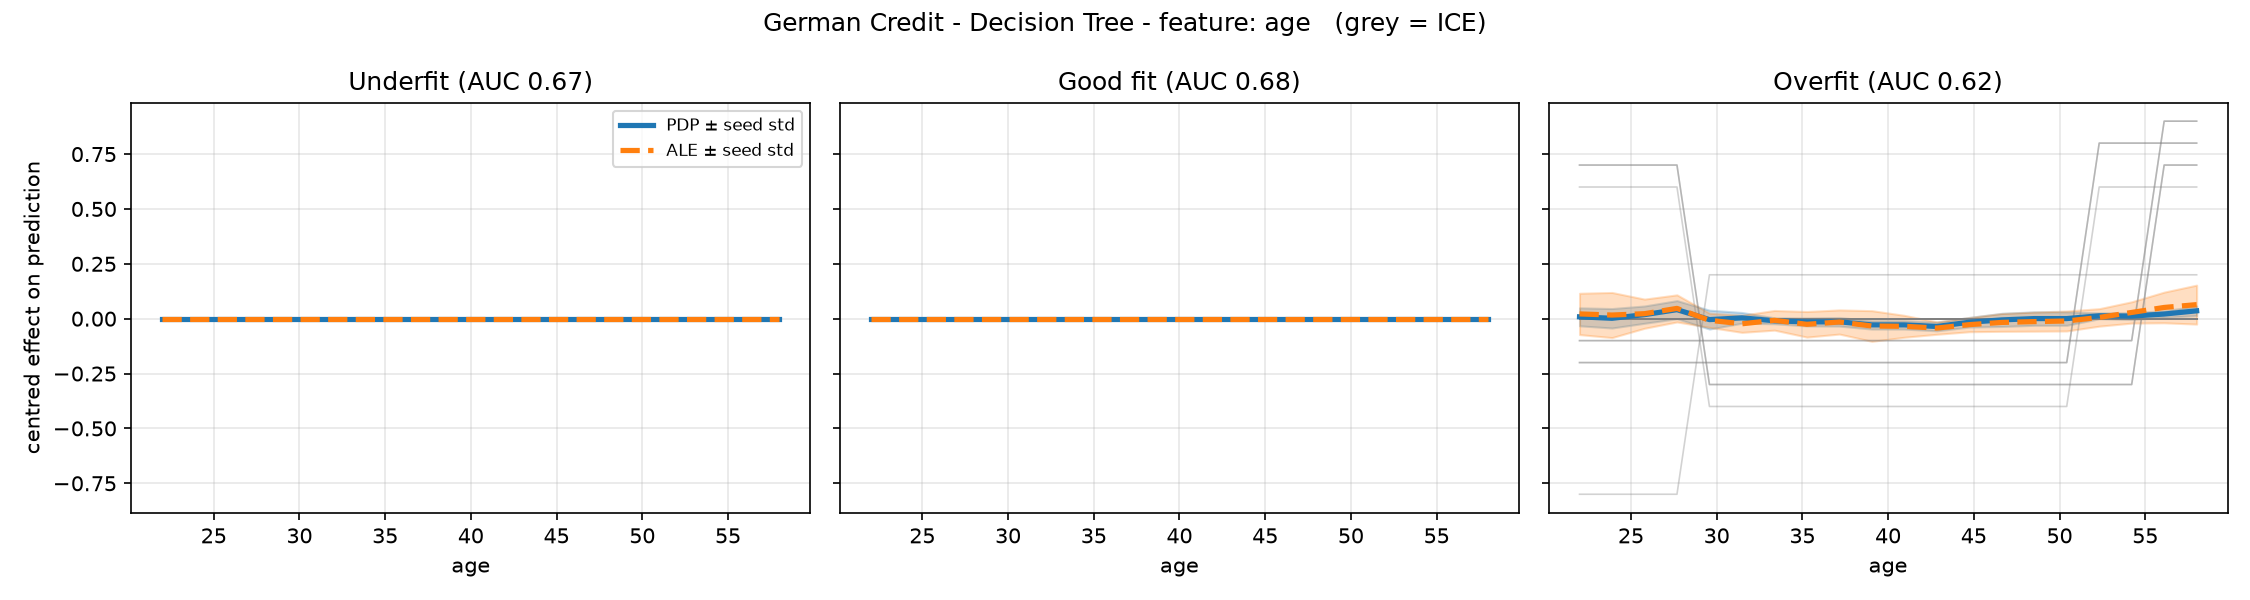 German Credit - Decision Tree - feature: age   (grey = ICE)
Underfit (AUC 0.67)
Good fit (AUC 0.68)
Overfit (AUC 0.62)
PDP ± seed std
ALE ± seed std
centred effect on prediction
0.75
0.50
0.25
0.00
−0.25
−0.50
−0.75
25 30 35 40 45 50 55
25 30 35 40 45 50 55
25 30 35 40 45 50 55
age
age
age